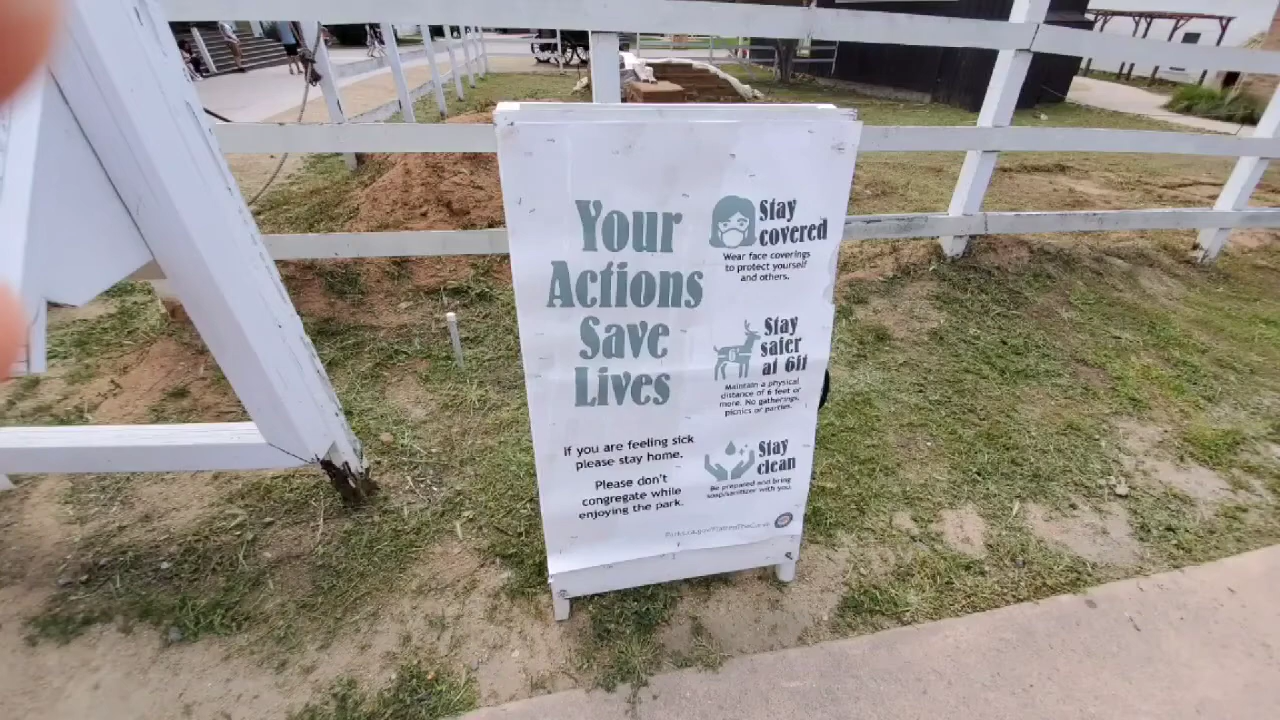 Your
Actions
Save
Lives
If you are feeling sick
please stay home.
Please don't
congregate while
enjoying the park.
Stay
covered
Wear face coverings
to protect yourself
and others.
Stay
safer
at 6ft
Maintain a physical
distance of 6 feet or
more. No gatherings,
picnics or parties.
Stay
clean
Be prepared and bring
soap/sanitizer with you.